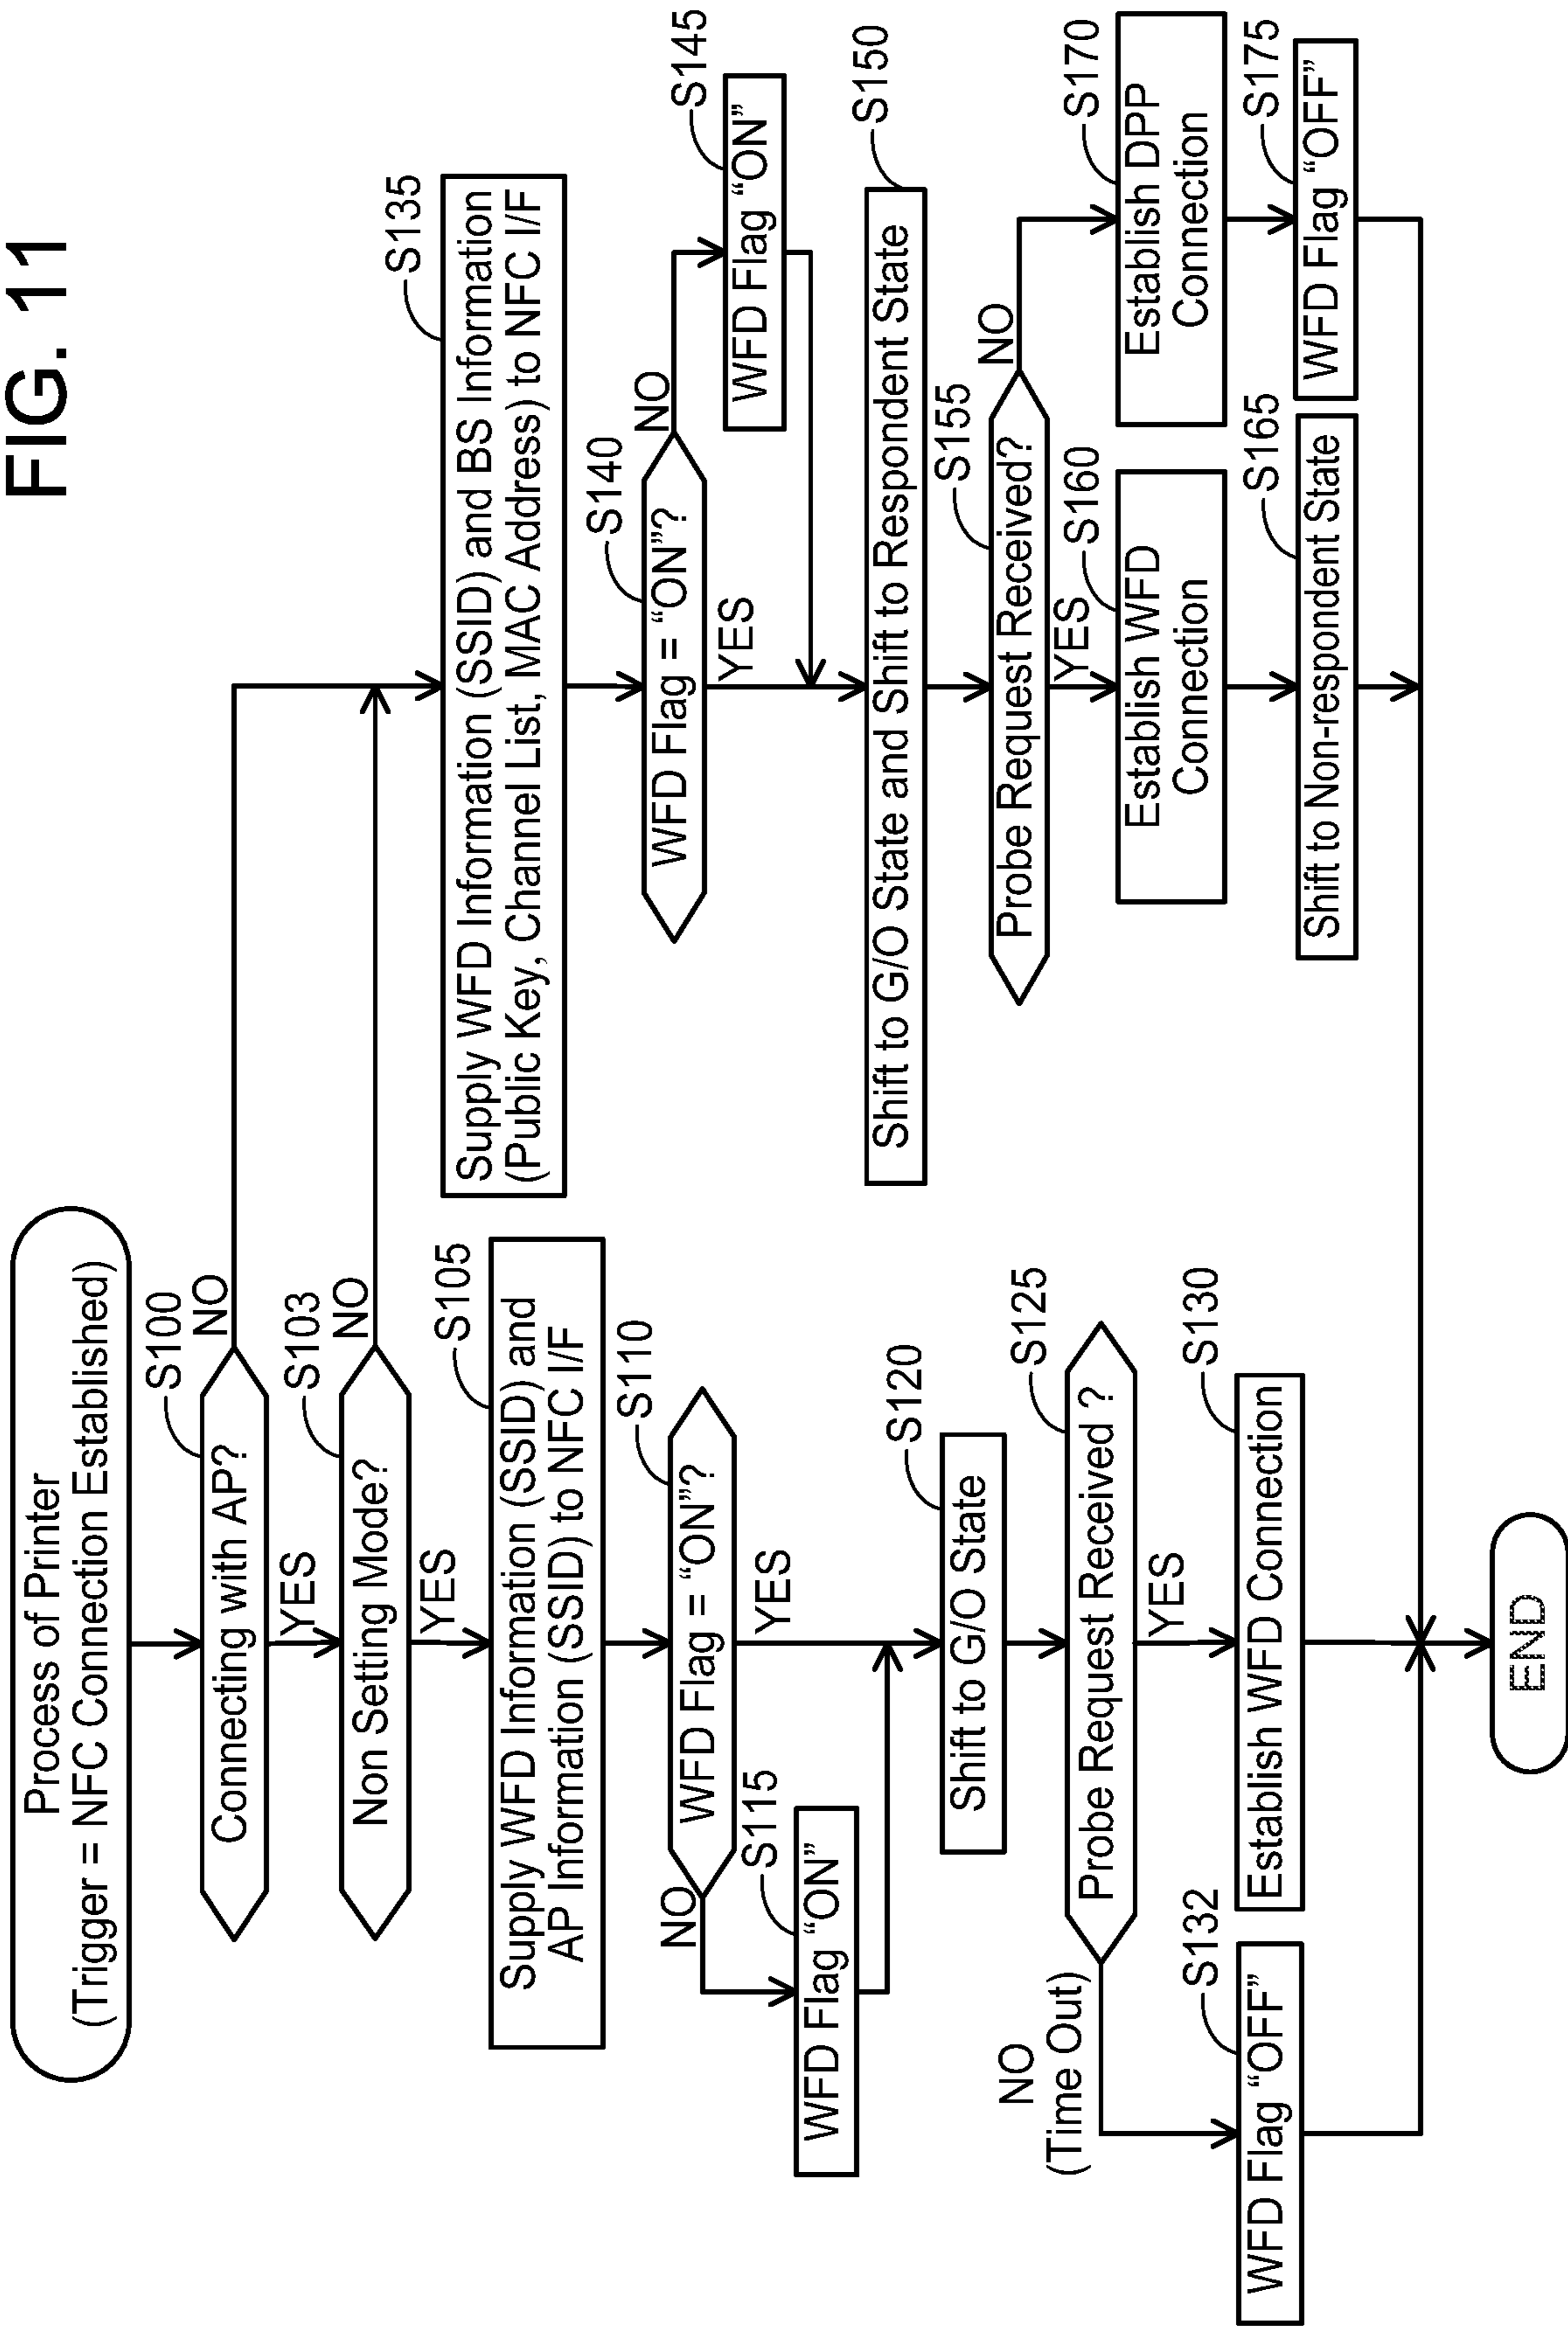 FIG. 11
Process of Printer
(Trigger = NFC Connection Established)
S100
Connecting with AP?
NO
YES
S103
Non Setting Mode?
NO
YES
S105
Supply WFD Information (SSID) and
AP Information (SSID) to NFC I/F
S110
WFD Flag = “ON”?
NO
YES
S115
WFD Flag “ON”
S120
Shift to G/O State
S125
Probe Request Received ?
NO
(Time Out)
YES
S132
WFD Flag “OFF”
S130
Establish WFD Connection
S135
Supply WFD Information (SSID) and BS Information
(Public Key, Channel List, MAC Address) to NFC I/F
S140
WFD Flag = “ON”?
NO
YES
S145
WFD Flag “ON”
S150
Shift to G/O State and Shift to Respondent State
S155
Probe Request Received?
NO
YES
S160
Establish WFD
Connection
S165
Shift to Non-respondent State
S170
Establish DPP
Connection
S175
WFD Flag “OFF”
END